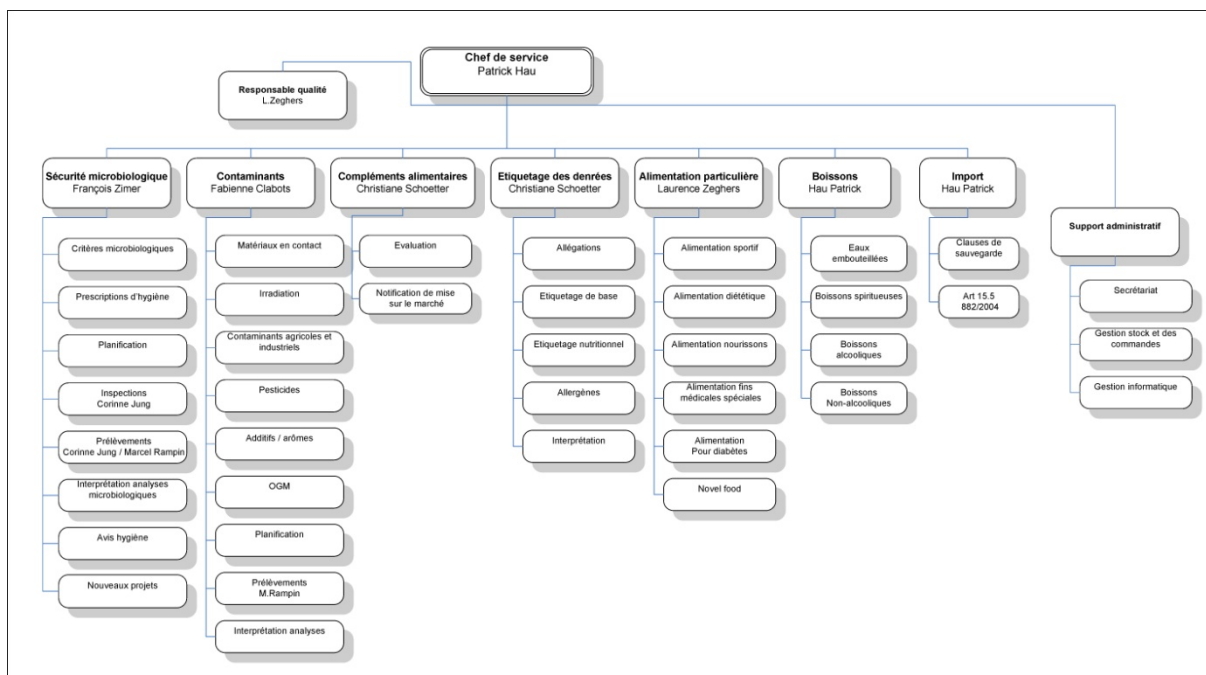 Chef de service
Patrick Hau
Responsable qualité
L.Zeghers
Sécurité microbiologique
François Zimer
Critères microbiologiques
Prescriptions d'hygiène
Planification
Inspections
Corinne Jung
Prélèvements
Corinne Jung / Marcel Rampin
Interprétation analyses
microbiologiques
Avis hygiène
Nouveaux projets
Contaminants
Fabienne Clabots
Matériaux en contact
Irradiation
Contaminants agricoles et
industriels
Pesticides
Additifs / arômes
OGM
Planification
Prélèvements
M.Rampin
Interprétation analyses
Compléments alimentaires
Christiane Schoetter
Evaluation
Notification de mise
sur le marché
Etiquetage des denrées
Christiane Schoetter
Allégations
Etiquetage de base
Etiquetage nutritionnel
Allergènes
Interprétation
Alimentation particulière
Laurence Zeghers
Alimentation sportif
Alimentation diététique
Alimentation nourissons
Alimentation fins
médicales spéciales
Alimentation
Pour diabètes
Novel food
Boissons
Hau Patrick
Eaux
embouteillées
Boissons spiritueuses
Boissons
alcooliques
Boissons
Non-alcooliques
Import
Hau Patrick
Clauses de
sauvegarde
Art 15.5
882/2004
Support administratif
Secrétariat
Gestion stock et des
commandes
Gestion informatique